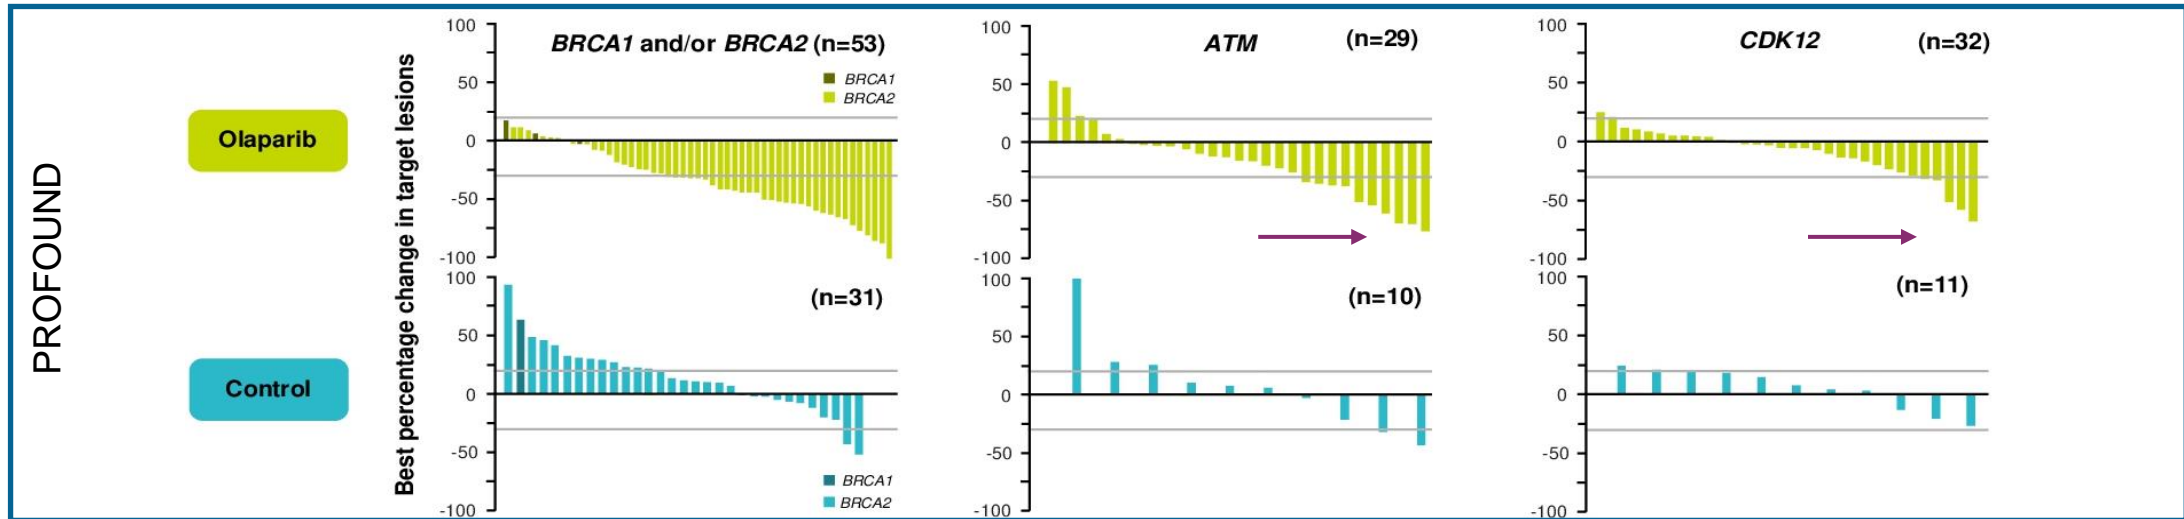 PROFOUND
Olaparib
Control
Best percentage change in target lesions
BRCA1 and/or BRCA2 (n=53)
BRCA1
BRCA2
100
50
0
-50
-100
ATM (n=29)
100
50
0
-50
-100
CDK12 (n=32)
100
50
0
-50
-100
(n=31)
100
50
0
-50
-100
BRCA1
BRCA2
(n=10)
100
50
0
-50
-100
(n=11)
100
50
0
-50
-100